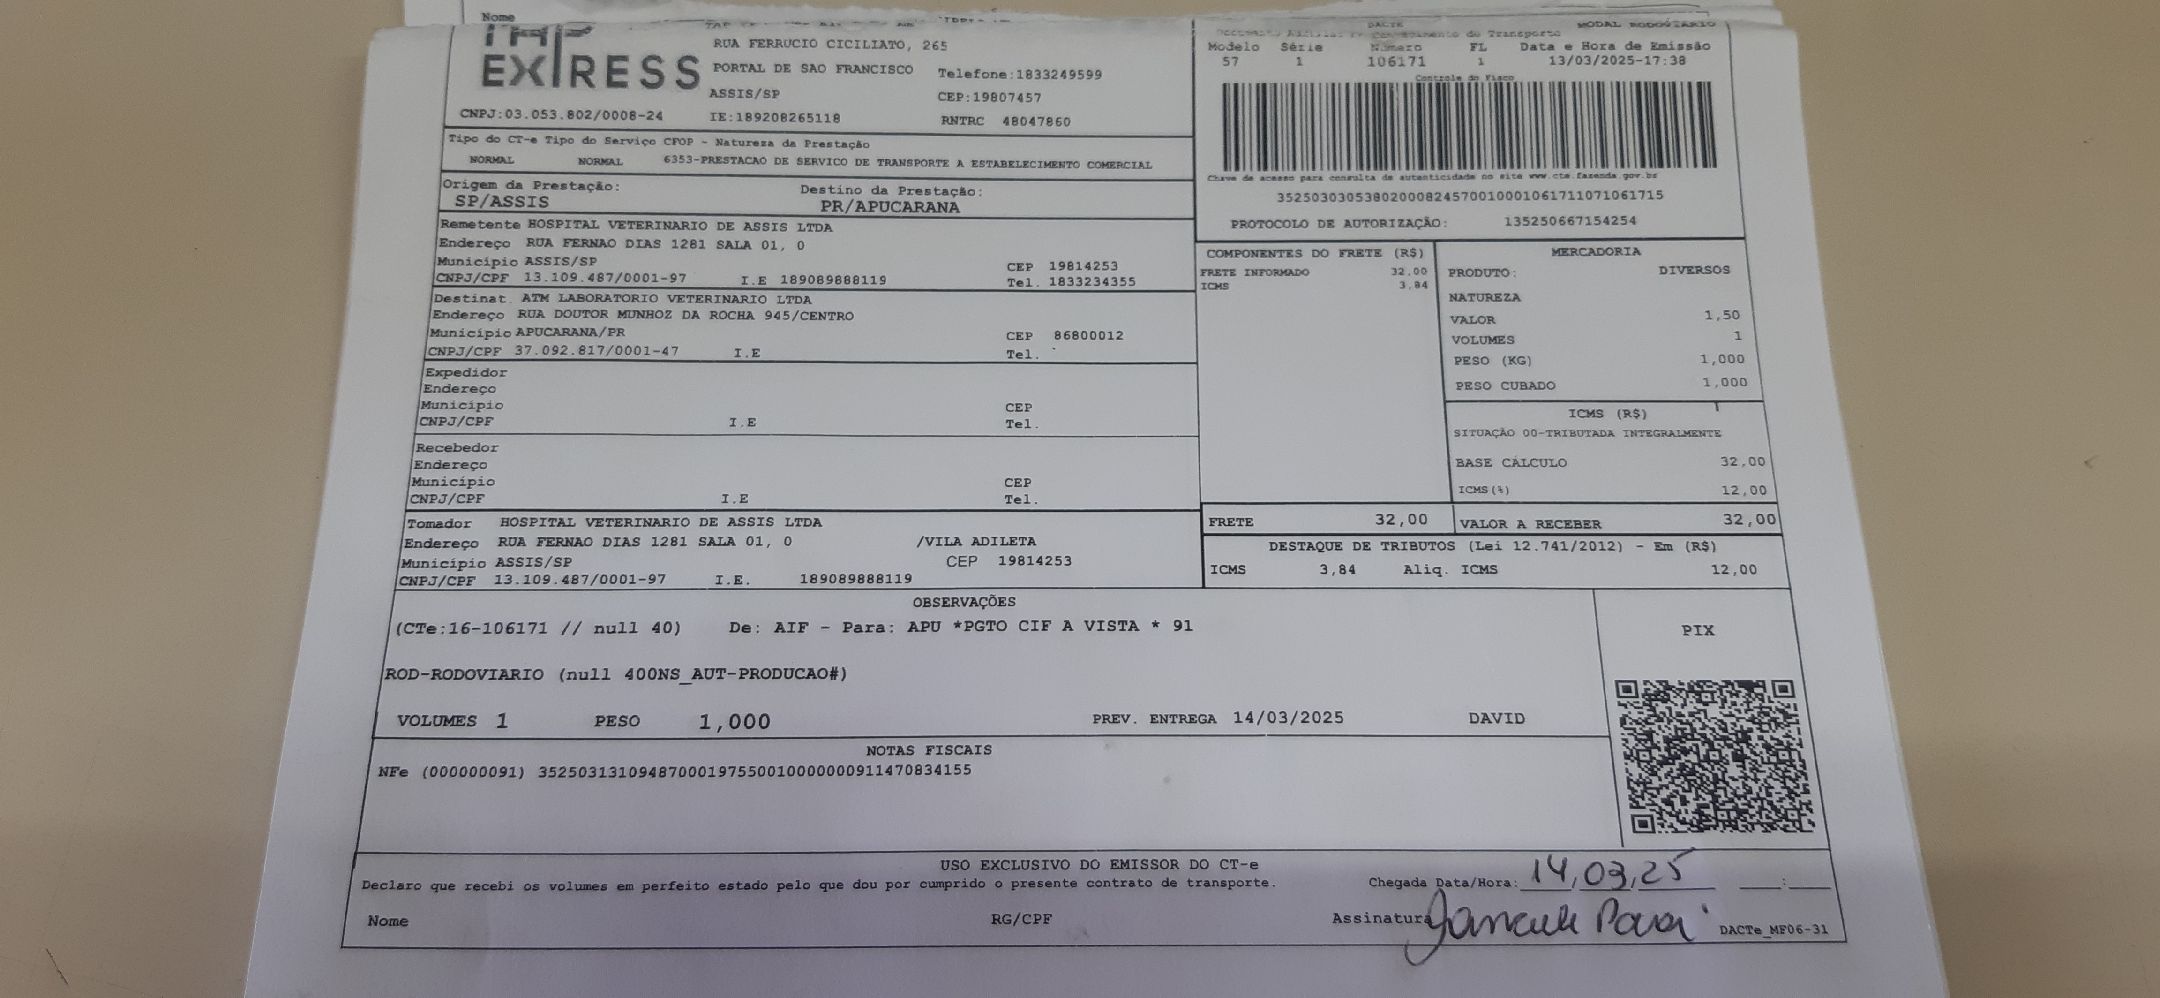 Nome
EXPRESS
RUA FERRUCIO CICILIATO, 265
PORTAL DE SAO FRANCISCO
Telefone:1833249599
ASSIS/SP
CEP:19807457
CNPJ:03.053.802/0008-24
IE:189208265118
RNTRC 48047860
DACTE
MODAL RODOVIARIO
Modelo Série Número FL Data e Hora de Emissão
57 1 106171 1 13/03/2025-17:38
Controle do Fisco
Tipo do CT-e Tipo do Serviço CFOP - Natureza da Prestação
NORMAL NORMAL 6353-PRESTACAO DE SERVICO DE TRANSPORTE A ESTABELECIMENTO COMERCIAL
Chave de acesso para consulta de autenticidade no site www.cte.fazenda.gov.br
35250303053802000824570010001061711071061715
PROTOCOLO DE AUTORIZAÇÃO: 135250667154254
Origem da Prestação: Destino da Prestação:
SP/ASSIS PR/APUCARANA
Remetente HOSPITAL VETERINARIO DE ASSIS LTDA
Endereço RUA FERNAO DIAS 1281 SALA 01, 0
Município ASSIS/SP CEP 19814253
CNPJ/CPF 13.109.487/0001-97 I.E 189089888119 Tel. 1833234355
Destinat. ATM LABORATORIO VETERINARIO LTDA
Endereço RUA DOUTOR MUNHOZ DA ROCHA 945/CENTRO
Município APUCARANA/PR CEP 86800012
CNPJ/CPF 37.092.817/0001-47 I.E Tel.
Expedidor
Endereço
Município CEP
CNPJ/CPF I.E Tel.
Recebedor
Endereço
Município CEP
CNPJ/CPF I.E Tel.
Tomador HOSPITAL VETERINARIO DE ASSIS LTDA
Endereço RUA FERNAO DIAS 1281 SALA 01, 0 /VILA ADILETA
Município ASSIS/SP CEP 19814253
CNPJ/CPF 13.109.487/0001-97 I.E. 189089888119
COMPONENTES DO FRETE (R$)
FRETE INFORMADO 32,00
ICMS 3,84
MERCADORIA
PRODUTO: DIVERSOS
NATUREZA
VALOR 1,50
VOLUMES 1
PESO (KG) 1,000
PESO CUBADO 1,000
ICMS (R$)
SITUAÇÃO 00-TRIBUTADA INTEGRALMENTE
BASE CÁLCULO 32,00
ICMS(%) 12,00
FRETE 32,00 VALOR A RECEBER 32,00
DESTAQUE DE TRIBUTOS (Lei 12.741/2012) - Em (R$)
ICMS 3,84 Aliq. ICMS 12,00
OBSERVAÇÕES
(CTe:16-106171 // null 40) De: AIF - Para: APU *PGTO CIF A VISTA * 91
ROD-RODOVIARIO (null 400NS_AUT-PRODUCAO#)
VOLUMES 1 PESO 1,000 PREV. ENTREGA 14/03/2025 DAVID
PIX
NOTAS FISCAIS
NFe (000000091) 35250313109487000197550010000000911470834155
USO EXCLUSIVO DO EMISSOR DO CT-e
Declaro que recebi os volumes em perfeito estado pelo que dou por cumprido o presente contrato de transporte.
Chegada Data/Hora: 14,03,25 :
Nome RG/CPF Assinatura
DACTe_MF06-31